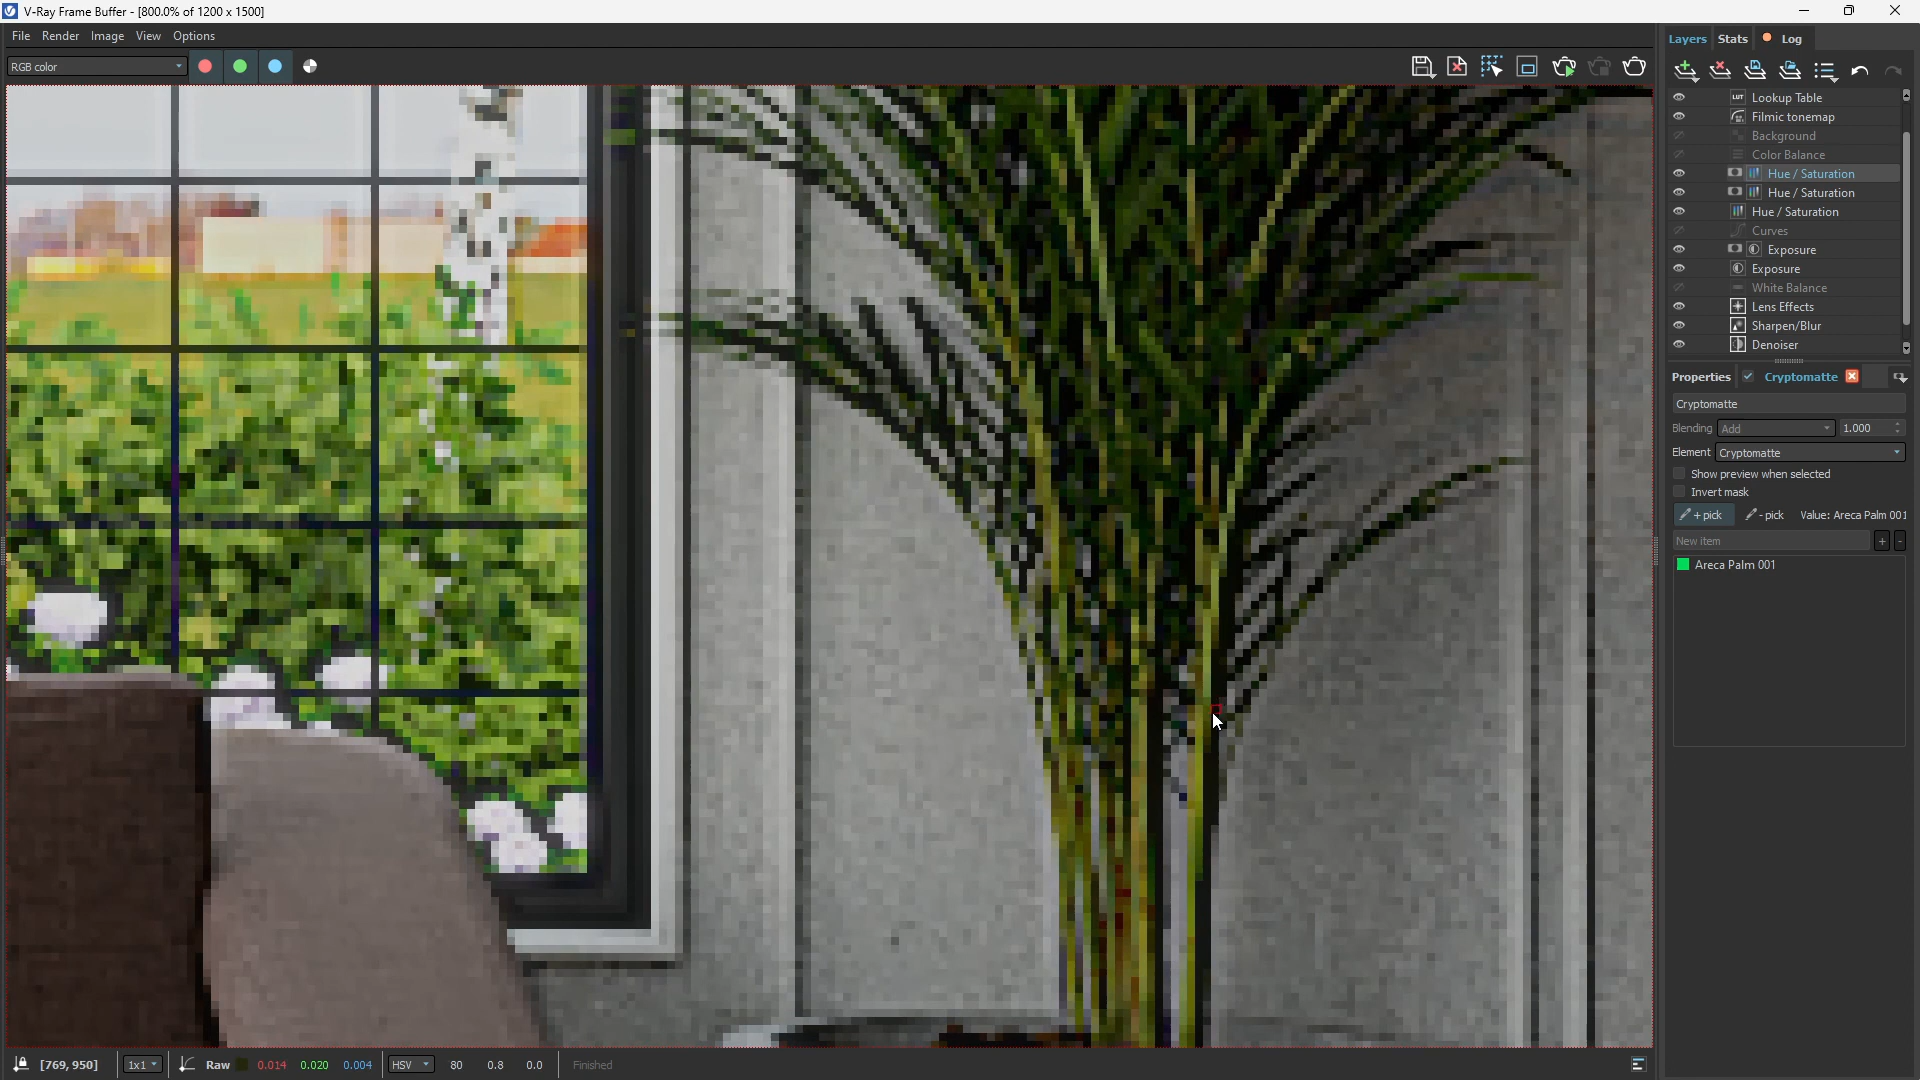 V-Ray Frame Buffer - [800.0% of 1200 x 1500]
File Render Image View Options
Layers Stats Log
RGB color
Lookup Table
Filmic tonemap
Background
Color Balance
Hue / Saturation
Hue / Saturation
Hue / Saturation
Curves
Exposure
Exposure
White Balance
Lens Effects
Sharpen/Blur
Denoiser
Properties Cryptomatte
Cryptomatte
Blending Add 1.000
Element Cryptomatte
Show preview when selected
Invert mask
+ pick - pick Value: Areca Palm 001
New item + -
Areca Palm 001
[769, 950] 1x1 Raw 0.014 0.020 0.004 HSV 80 0.8 0.0 Finished